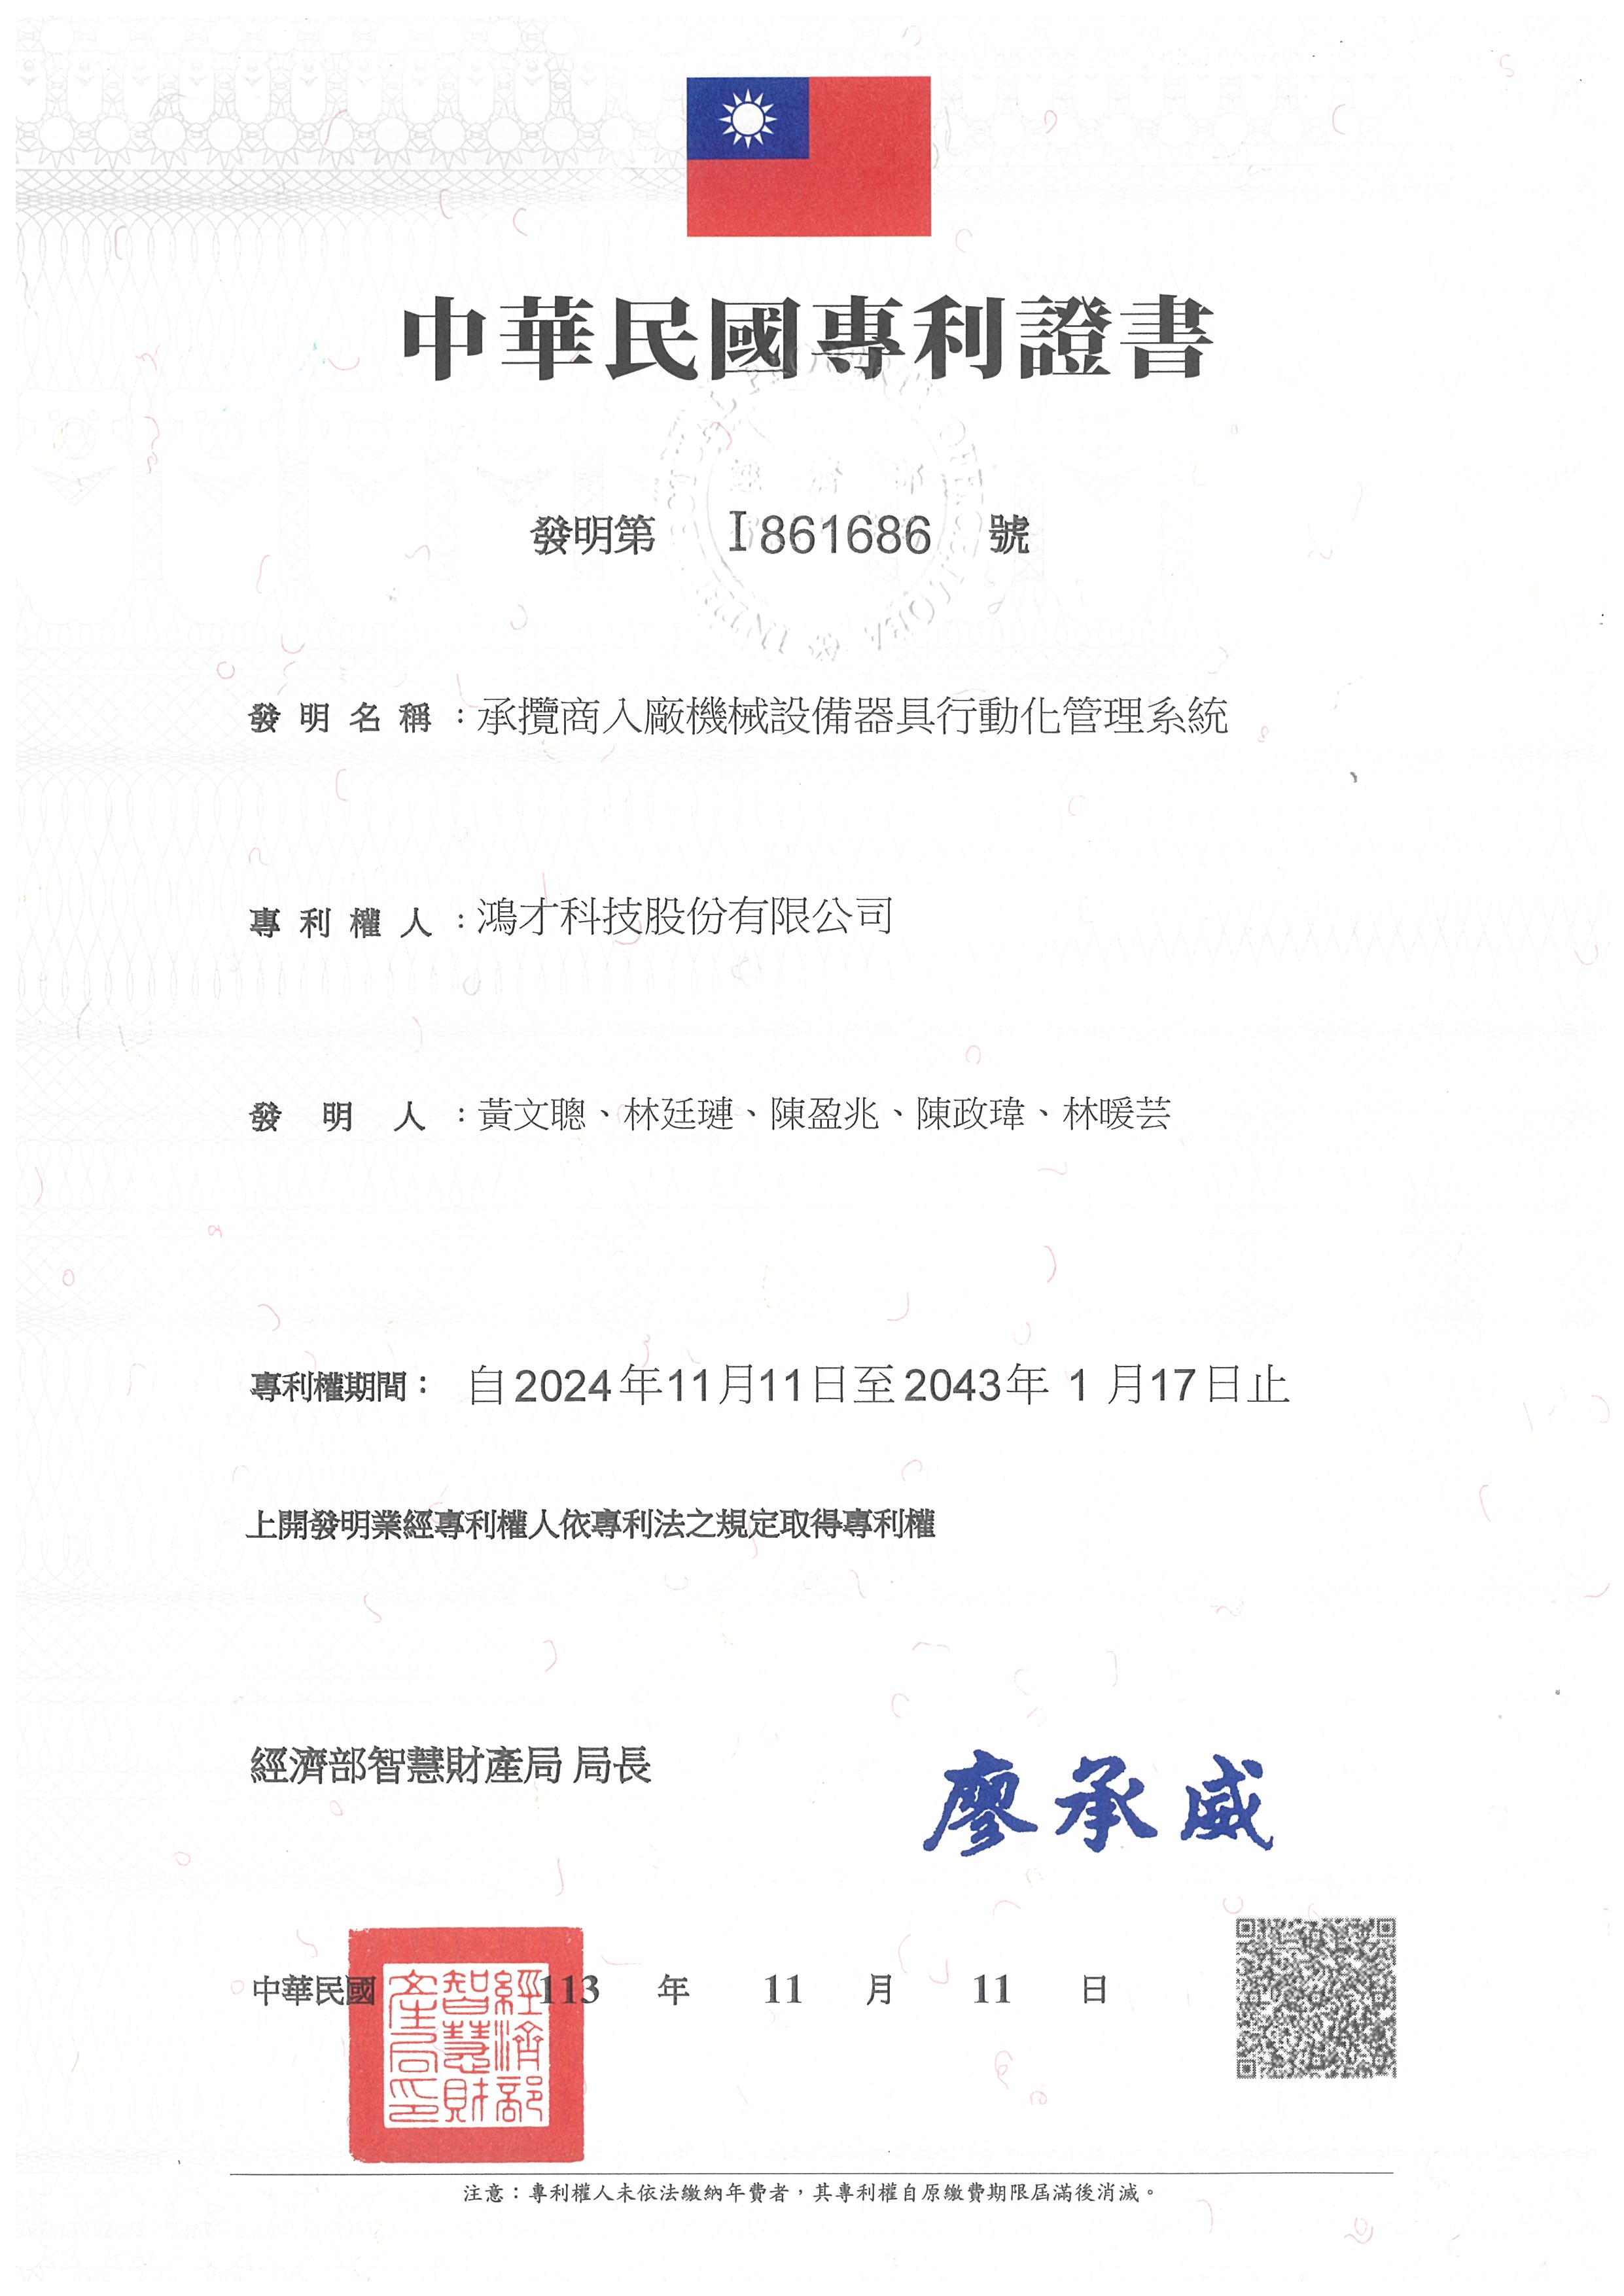 中華民國專利證書
發明第 I861686 號
發明名稱：承攬商入廠機械設備器具行動化管理系統
專利權人：鴻才科技股份有限公司
發明人：黃文聰、林廷璉、陳盈兆、陳政瑋、林暖芸
專利權期間： 自2024年11月11日至2043年 1 月17日止
上開發明業經專利權人依專利法之規定取得專利權
經濟部智慧財產局 局長 廖承威
中華民國 113 年 11 月 11 日
經濟部智慧財產局印
注意：專利權人未依法繳納年費者，其專利權自原繳費期限屆滿後消滅。